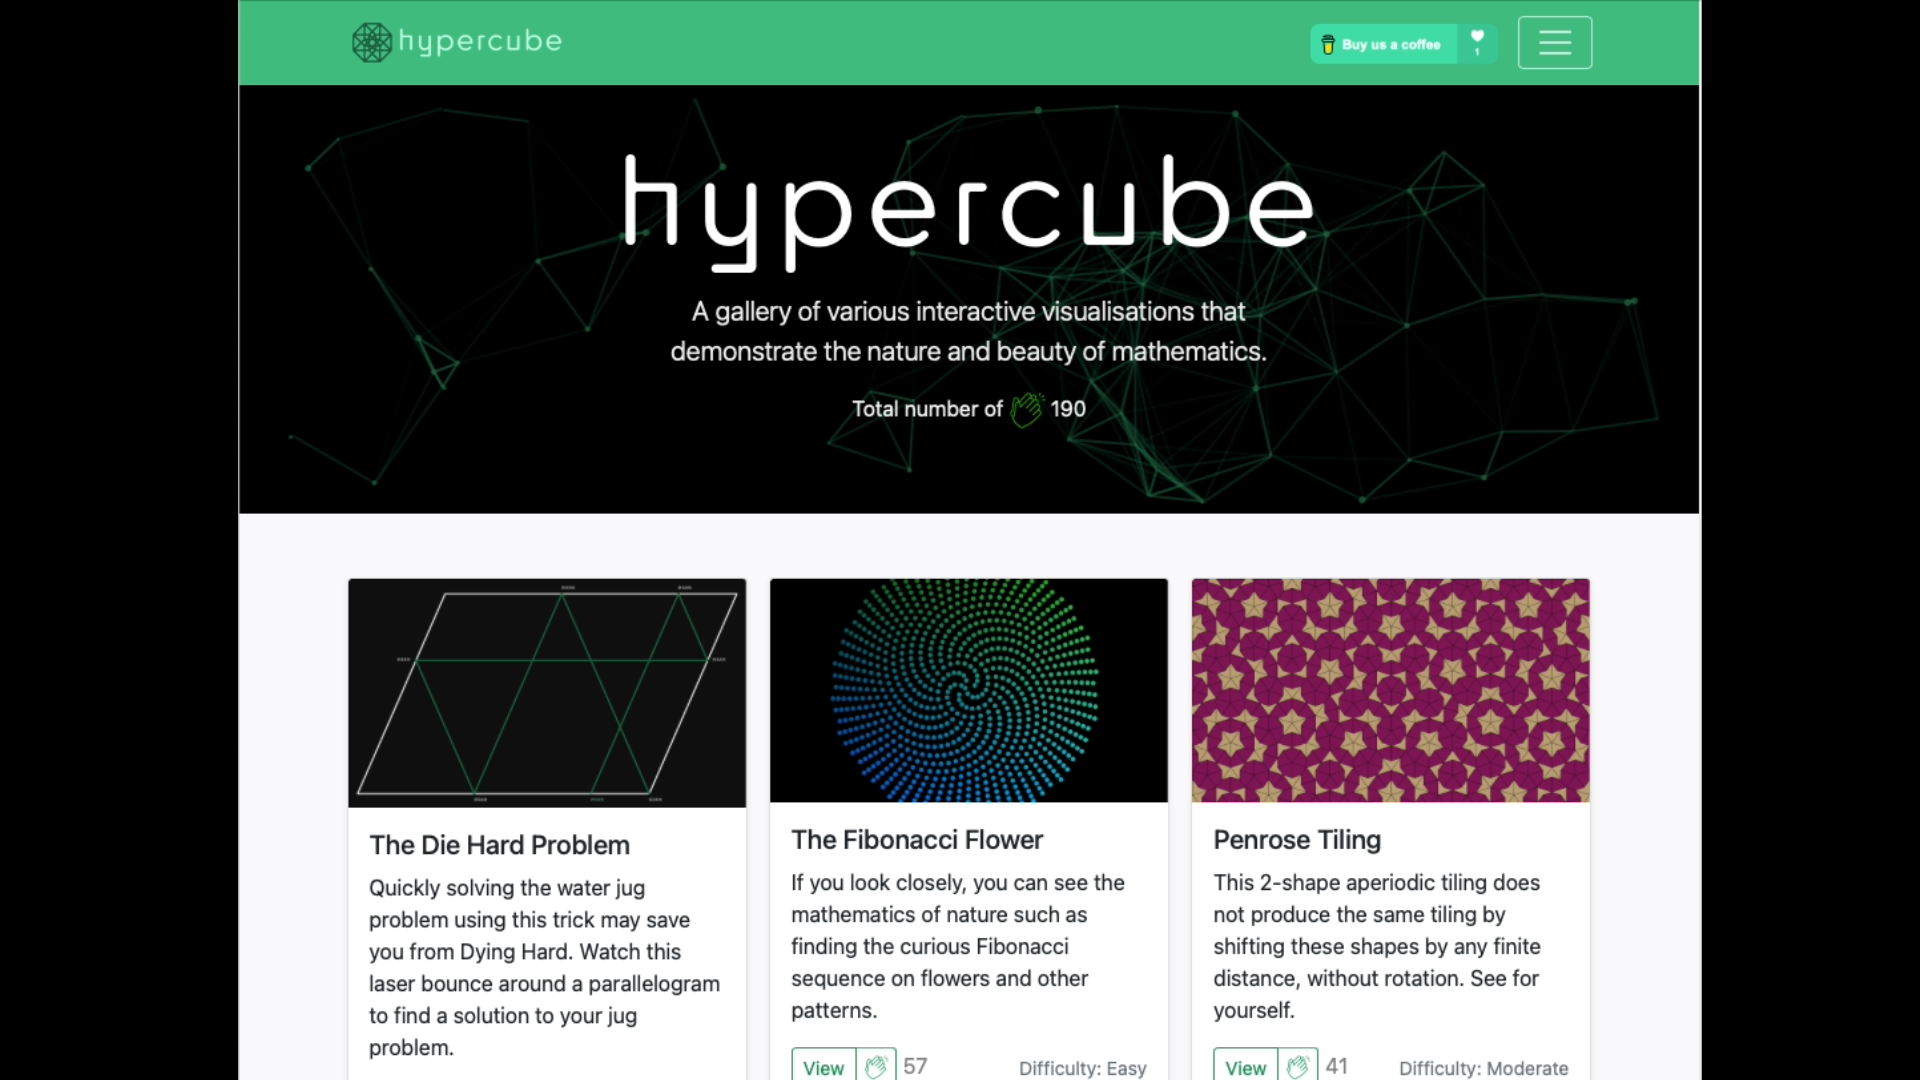 hypercube
Buy us a coffee
1
hypercube
A gallery of various interactive visualisations that
demonstrate the nature and beauty of mathematics.
Total number of 190
The Die Hard Problem
Quickly solving the water jug
problem using this trick may save
you from Dying Hard. Watch this
laser bounce around a parallelogram
to find a solution to your jug
problem.
The Fibonacci Flower
If you look closely, you can see the
mathematics of nature such as
finding the curious Fibonacci
sequence on flowers and other
patterns.
View 57 Difficulty: Easy
Penrose Tiling
This 2-shape aperiodic tiling does
not produce the same tiling by
shifting these shapes by any finite
distance, without rotation. See for
yourself.
View 41 Difficulty: Moderate